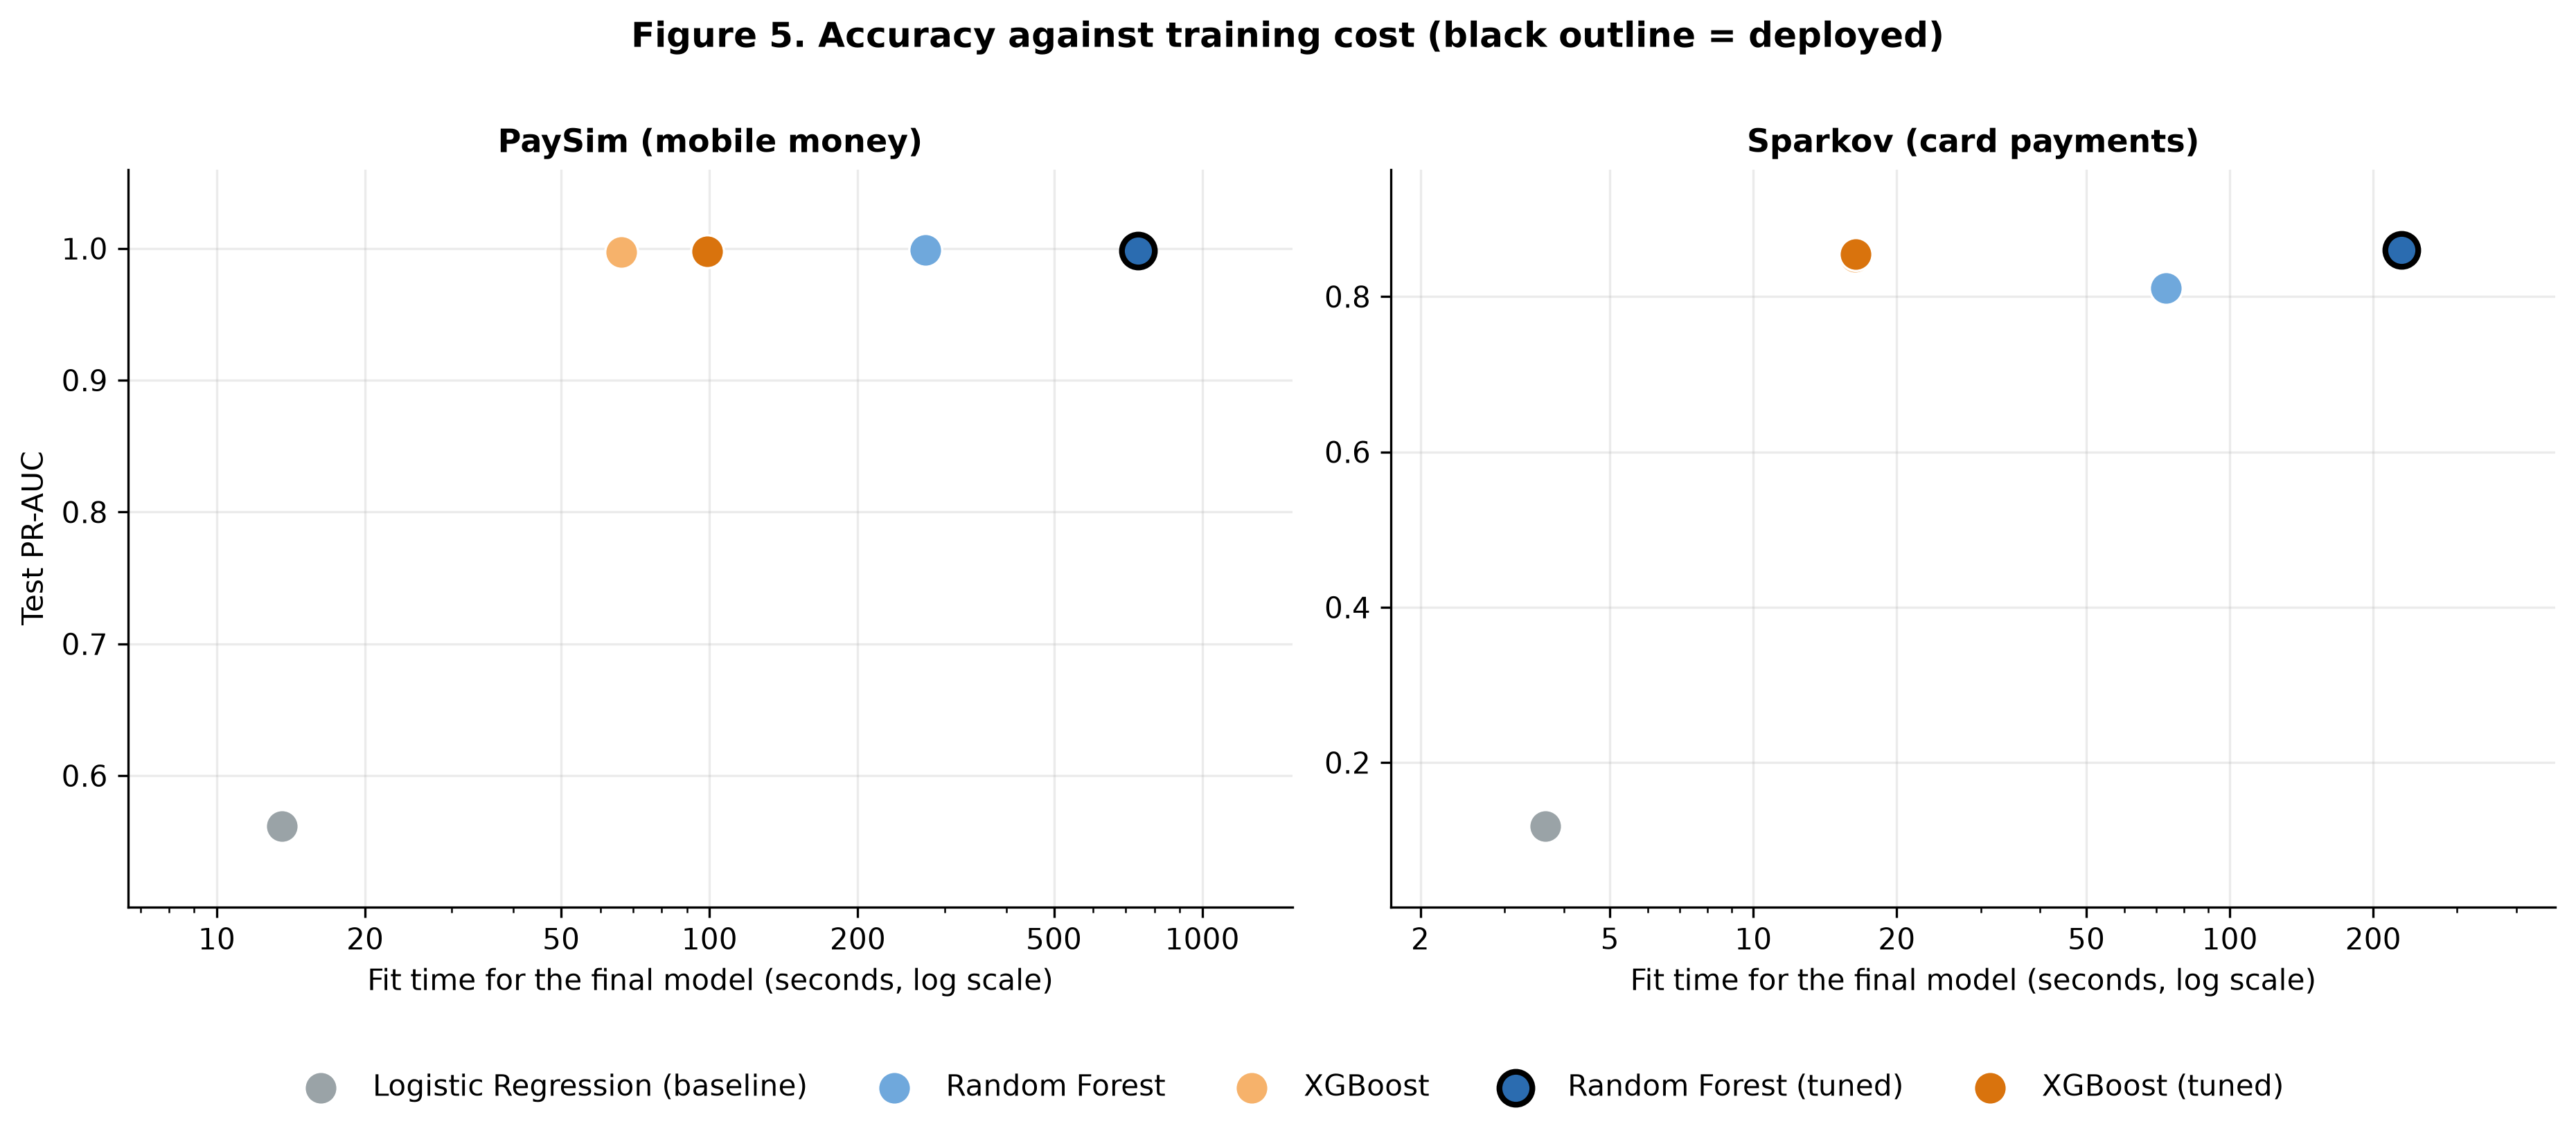 Figure 5. Accuracy against training cost (black outline = deployed)
PaySim (mobile money)
Test PR-AUC
1.0
0.9
0.8
0.7
0.6
10 20 50 100 200 500 1000
Fit time for the final model (seconds, log scale)
Sparkov (card payments)
0.8
0.6
0.4
0.2
2 5 10 20 50 100 200
Fit time for the final model (seconds, log scale)
Logistic Regression (baseline) Random Forest XGBoost Random Forest (tuned) XGBoost (tuned)